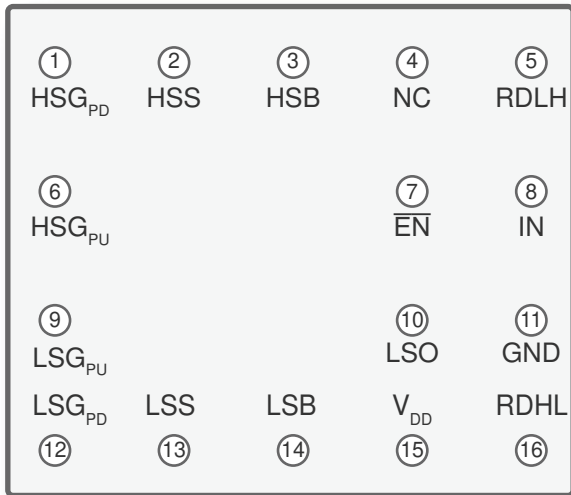 1 2 3 4 5
HSGPD HSS HSB NC RDLH
6 7 8
HSGPU EN IN
9 10 11
LSGPU LSO GND
LSGPD LSS LSB VDD RDHL
12 13 14 15 16